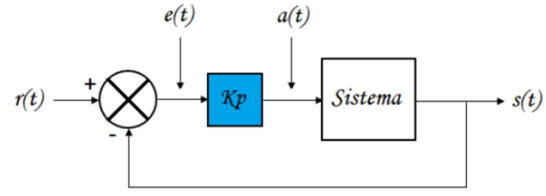 e(t) a(t)
+
r(t) Kp Sistema s(t)
-